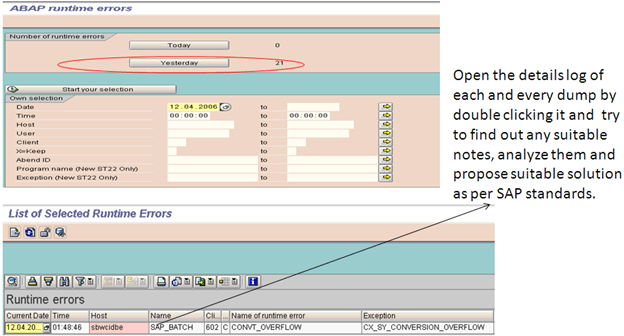 ABAP runtime errors
Number of runtime errors
Today 0
Yesterday 21
Start your selection
Own selection
Date 12.04.2006 to
Time 00:00:00 to 00:00:00
Host to
User to
Client to
X=Keep to
Abend ID to
Program name (New ST22 Only) to
Exception (New ST22 Only) to
Open the details log of
each and every dump by
double clicking it and try
to find out any suitable
notes, analyze them and
propose suitable solution
as per SAP standards.
List of Selected Runtime Errors
Runtime errors
Current Date Time Host Name Cli... ... Name of runtime error Exception
12.04.20... 01:48:46 sbwcidbe SAP_BATCH 602 C CONVT_OVERFLOW CX_SY_CONVERSION_OVERFLOW